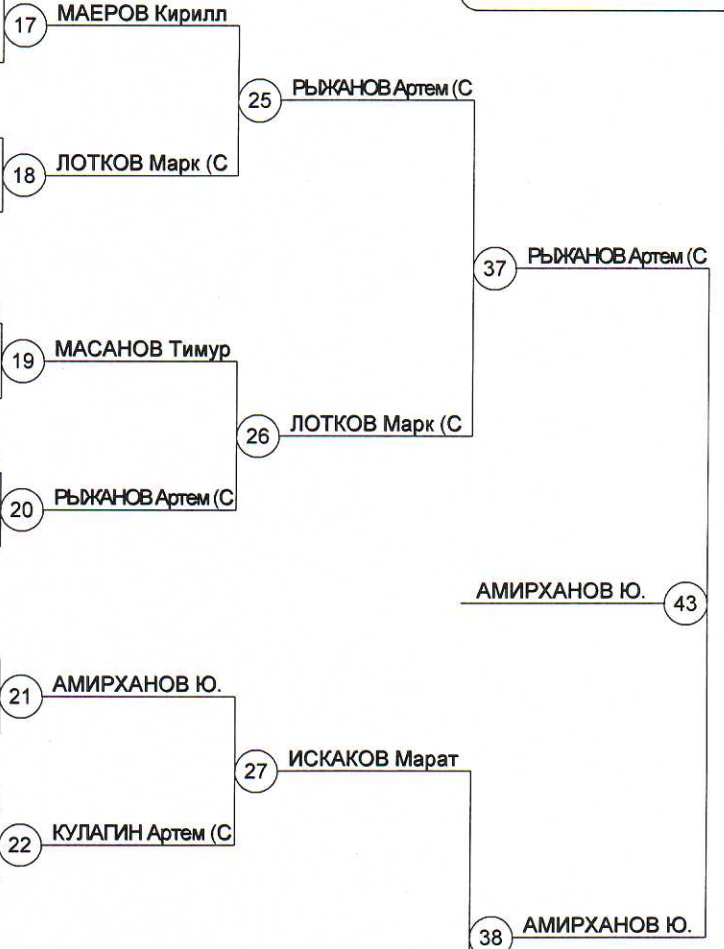 17 МАЕРОВ Кирилл
25 РЫЖАНОВ Артем (С
18 ЛОТКОВ Марк (С
37 РЫЖАНОВ Артем (С
19 МАСАНОВ Тимур
26 ЛОТКОВ Марк (С
20 РЫЖАНОВ Артем (С
АМИРХАНОВ Ю. 43
21 АМИРХАНОВ Ю.
27 ИСКАКОВ Марат
22 КУЛАГИН Артем (С
38 АМИРХАНОВ Ю.